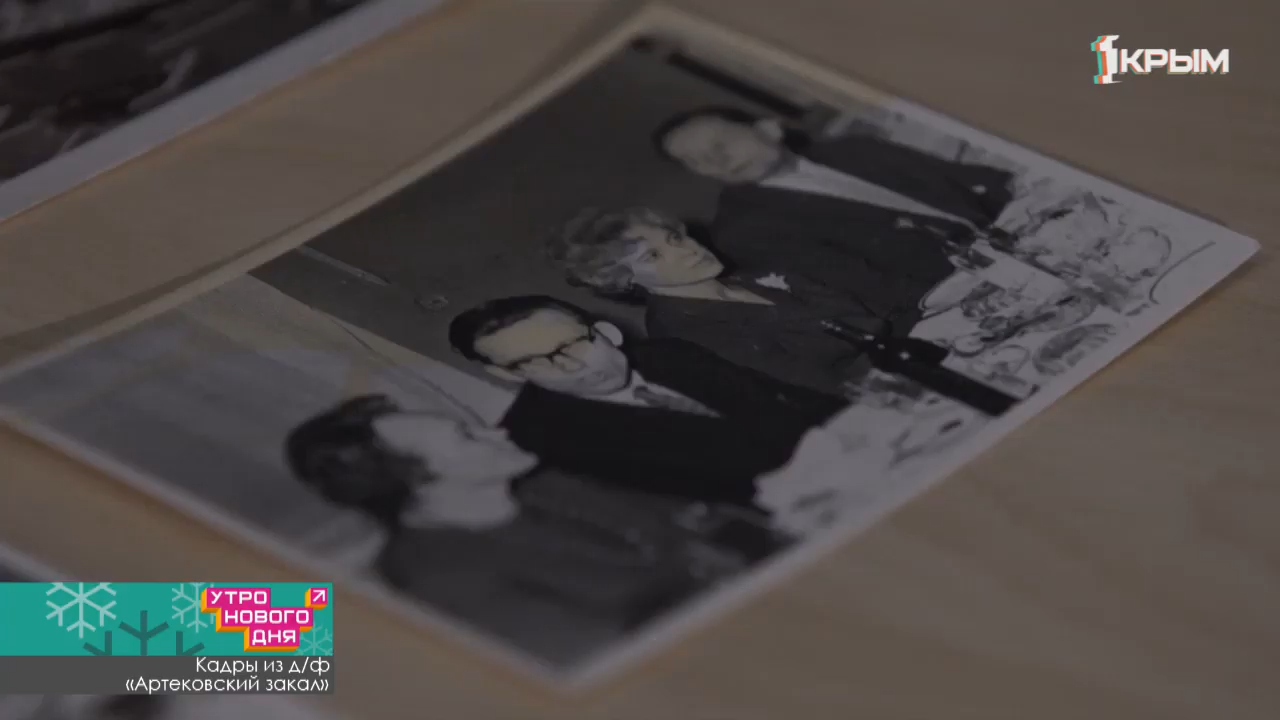 1КРЫМ
УТРО
НОВОГО
ДНЯ
Кадры из д/ф
«Артековский закал»